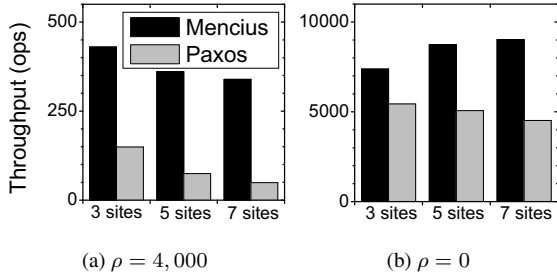 Throughput (ops)
500
250
0
Mencius
Paxos
3 sites 5 sites 7 sites
10000
5000
0
3 sites 5 sites 7 sites
(a) ρ = 4, 000
(b) ρ = 0